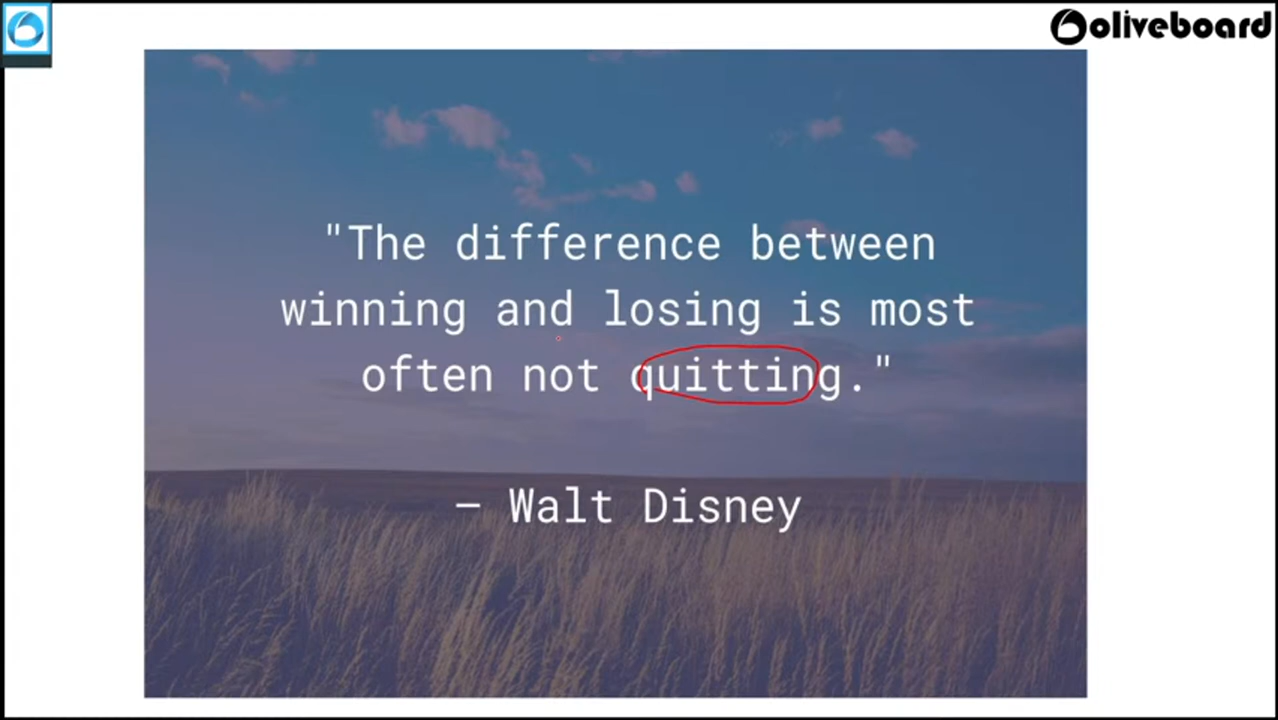 oliveboard
"The difference between
winning and losing is most
often not quitting."
– Walt Disney